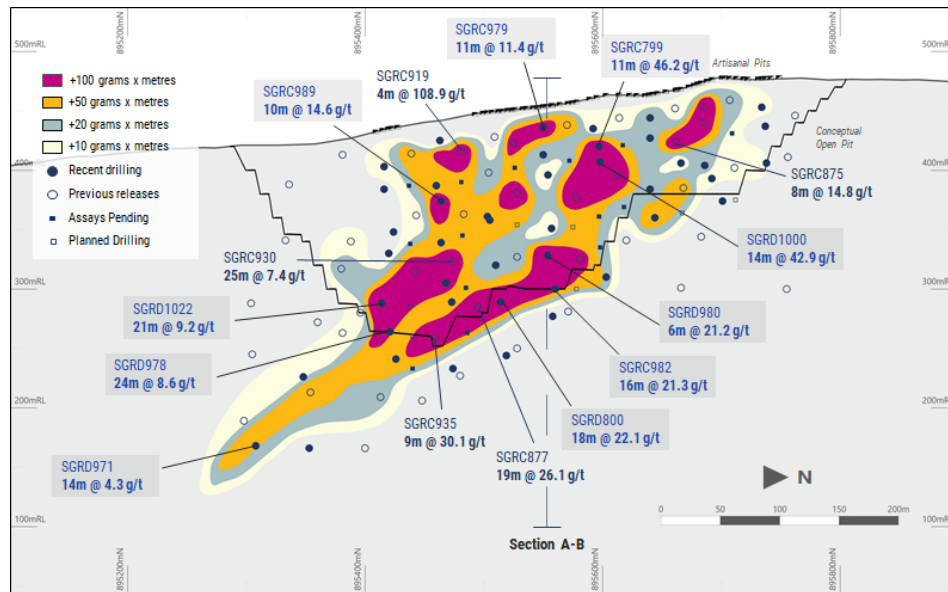 895200mN
895400mN
895600mN
895800mN
500mRL
500mRL
SGRC979
11m @ 11.4 g/t
SGRC799
11m @ 46.2 g/t
Artisanal Pits
+100 grams x metres
+50 grams x metres
+20 grams x metres
+10 grams x metres
Recent drilling
Previous releases
Assays Pending
Planned Drilling
SGRC919
4m @ 108.9 g/t
SGRC989
10m @ 14.6 g/t
Conceptual
Open Pit
400mRL
400mRL
SGRC875
8m @ 14.8 g/t
SGRC930
25m @ 7.4 g/t
SGRD1000
14m @ 42.9 g/t
300mRL
300mRL
SGRD1022
21m @ 9.2 g/t
SGRD980
6m @ 21.2 g/t
SGRD978
24m @ 8.6 g/t
SGRC982
16m @ 21.3 g/t
200mRL
200mRL
SGRC935
9m @ 30.1 g/t
SGRD800
18m @ 22.1 g/t
SGRC877
19m @ 26.1 g/t
SGRD971
14m @ 4.3 g/t
N
0 50 100 150 200m
100mRL
100mRL
Section A-B
895200mN
895400mN
895600mN
895800mN